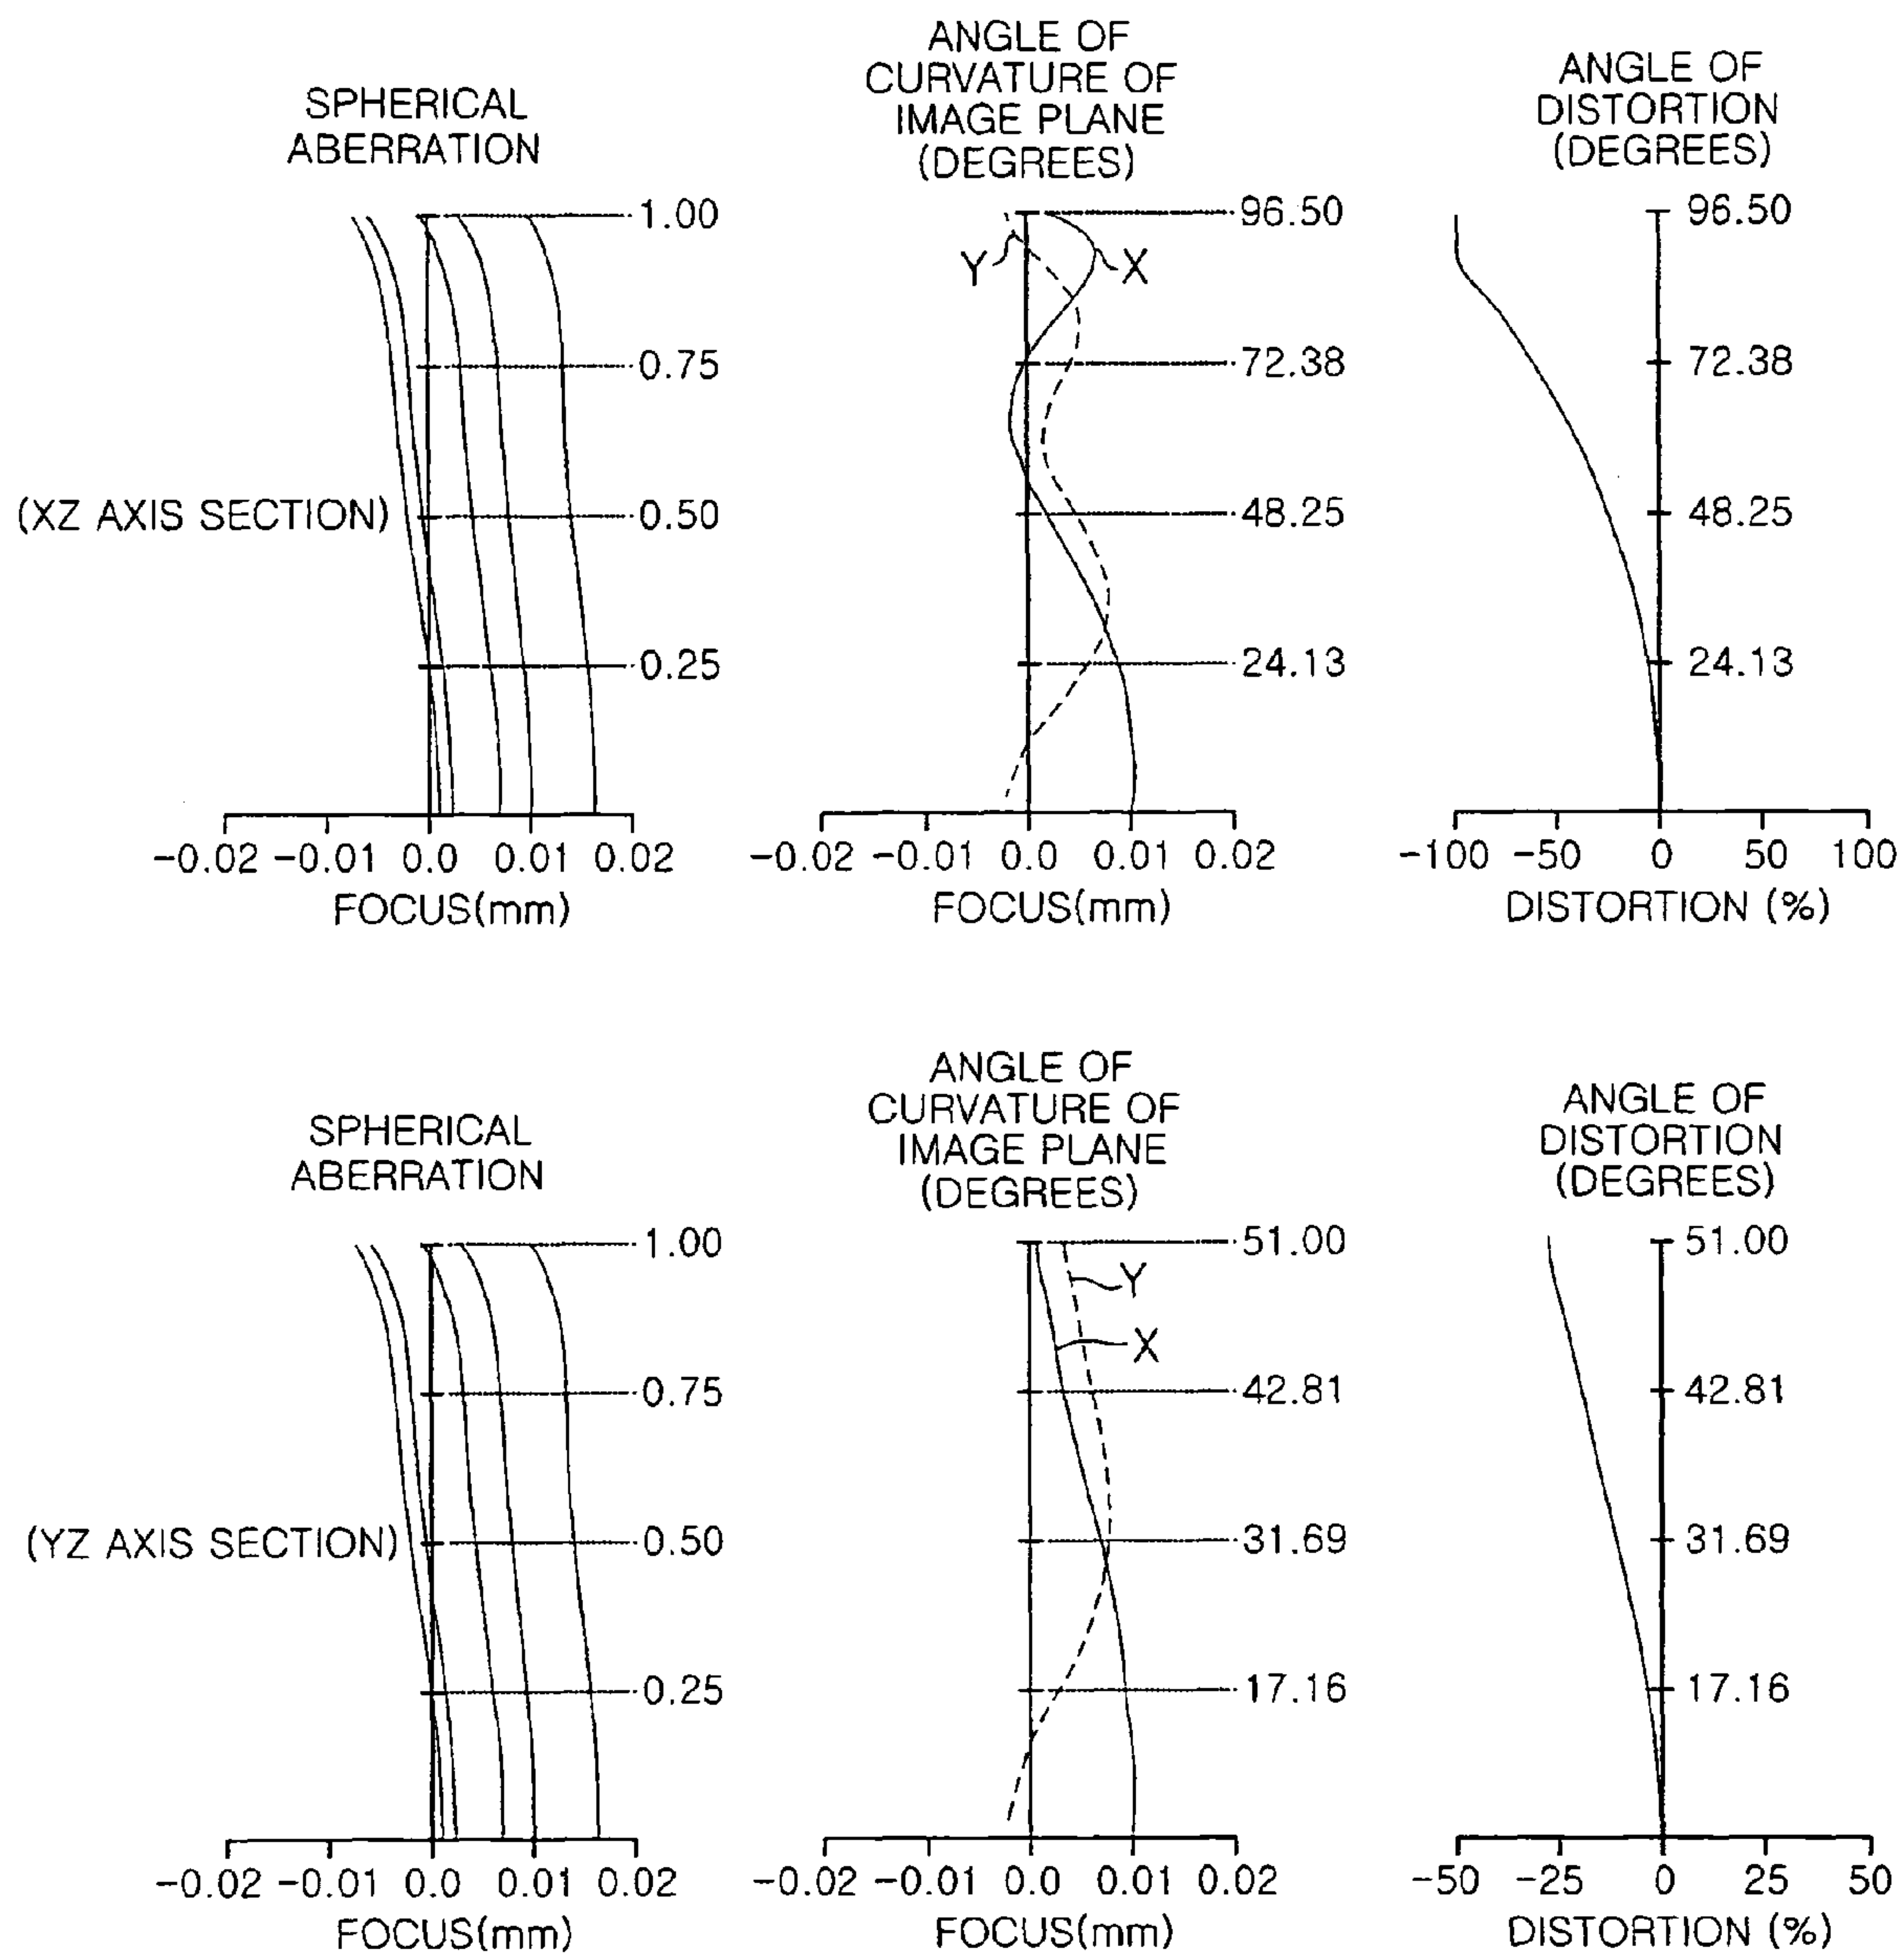 SPHERICAL
ABERRATION
1.00
0.75
(XZ AXIS SECTION)
0.50
0.25
-0.02 -0.01 0.0 0.01 0.02
FOCUS(mm)
ANGLE OF
CURVATURE OF
IMAGE PLANE
(DEGREES)
96.50
Y
X
72.38
48.25
24.13
-0.02 -0.01 0.0 0.01 0.02
FOCUS(mm)
ANGLE OF
DISTORTION
(DEGREES)
96.50
72.38
48.25
24.13
-100 -50 0 50 100
DISTORTION (%)
SPHERICAL
ABERRATION
1.00
0.75
(YZ AXIS SECTION)
0.50
0.25
-0.02 -0.01 0.0 0.01 0.02
FOCUS(mm)
ANGLE OF
CURVATURE OF
IMAGE PLANE
(DEGREES)
51.00
Y
X
42.81
31.69
17.16
-0.02 -0.01 0.0 0.01 0.02
FOCUS(mm)
ANGLE OF
DISTORTION
(DEGREES)
51.00
42.81
31.69
17.16
-50 -25 0 25 50
DISTORTION (%)